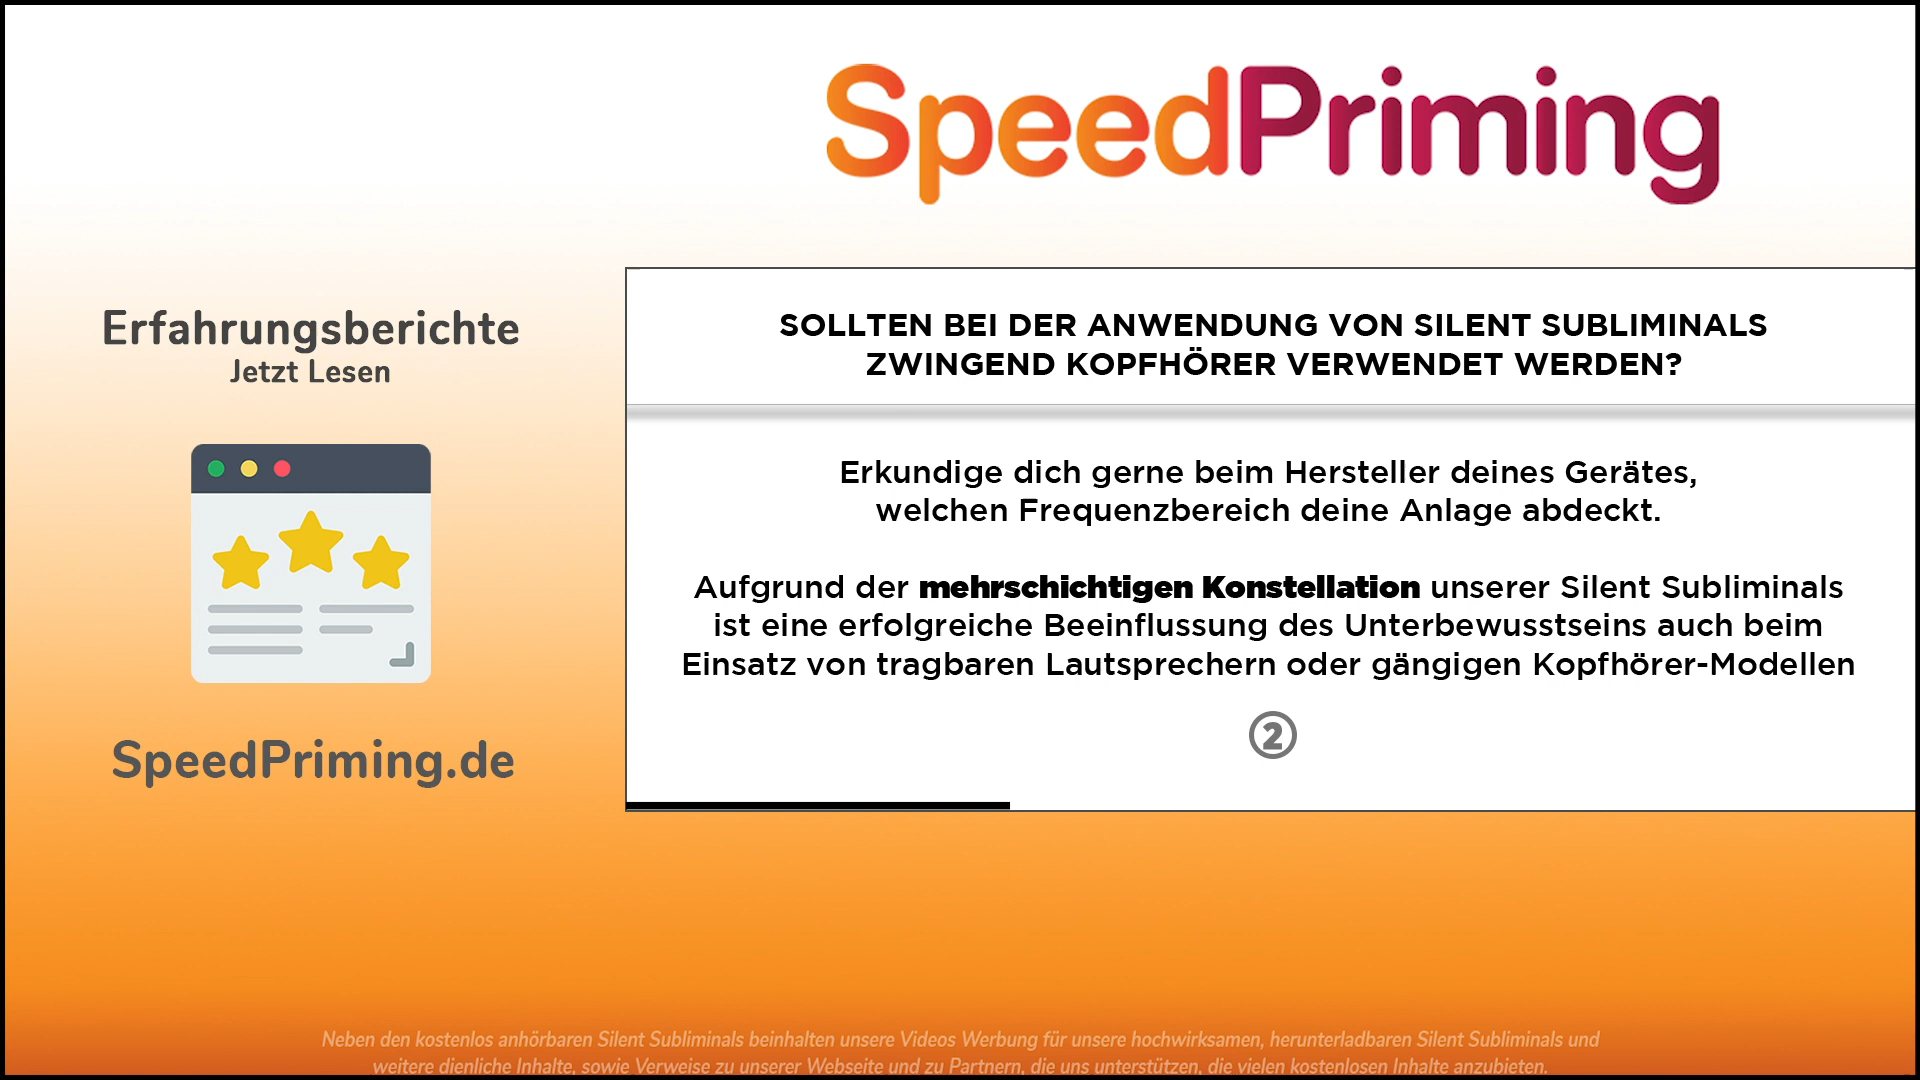 SpeedPriming
Erfahrungsberichte
Jetzt Lesen
SpeedPriming.de
SOLLTEN BEI DER ANWENDUNG VON SILENT SUBLIMINALS
ZWINGEND KOPFHÖRER VERWENDET WERDEN?
Erkundige dich gerne beim Hersteller deines Gerätes,
welchen Frequenzbereich deine Anlage abdeckt.
Aufgrund der mehrschichtigen Konstellation unserer Silent Subliminals
ist eine erfolgreiche Beeinflussung des Unterbewusstseins auch beim
Einsatz von tragbaren Lautsprechern oder gängigen Kopfhörer-Modellen
2
Neben den kostenlos anhörbaren Silent Subliminals beinhalten unsere Videos Werbung für unsere hochwirksamen, herunterladbaren Silent Subliminals und
weitere dienliche Inhalte, sowie Verweise zu unserer Webseite und zu Partnern, die uns unterstützen, die vielen kostenlosen Inhalte anzubieten.